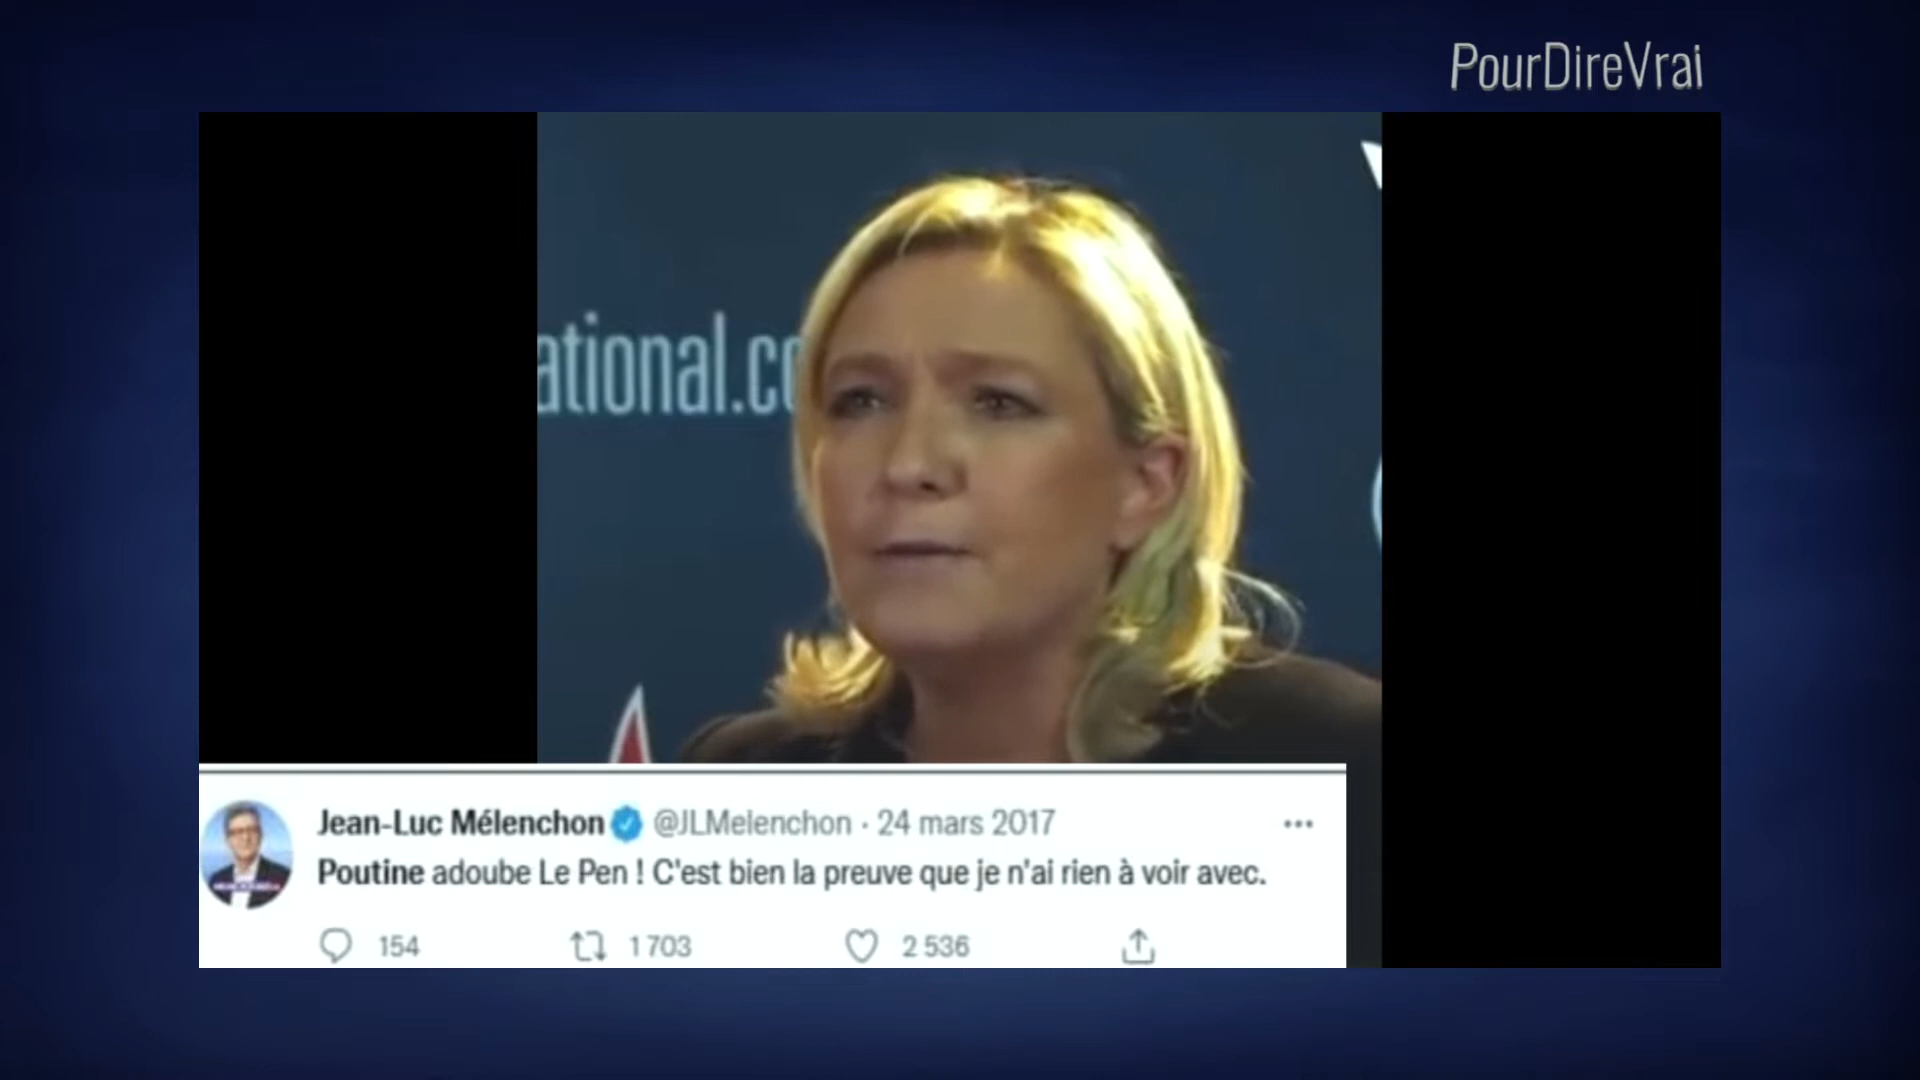 PourDireVrai
ational.co
Jean-Luc Mélenchon @JLMelenchon · 24 mars 2017
Poutine adoube Le Pen ! C'est bien la preuve que je n'ai rien à voir avec.
154 1 703 2 536